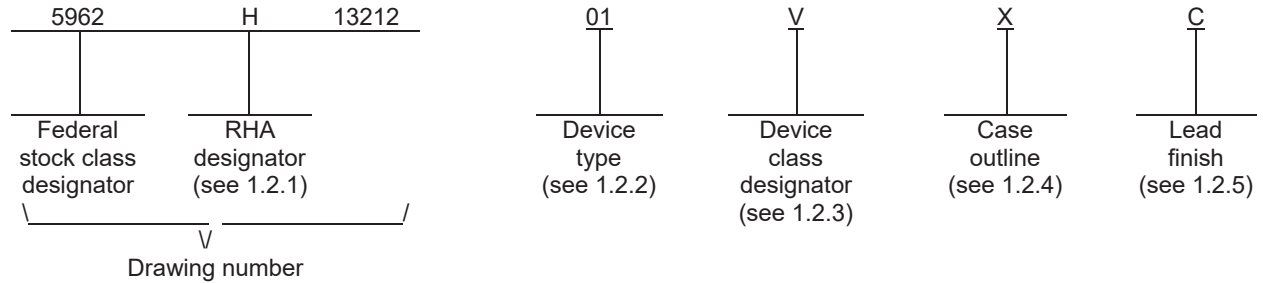 5962 H 13212 01 V X C
Federal RHA Device Device Case Lead
stock class designator type class outline finish
designator (see 1.2.1) (see 1.2.2) designator (see 1.2.4) (see 1.2.5)
(see 1.2.3)
\ /
\/
Drawing number